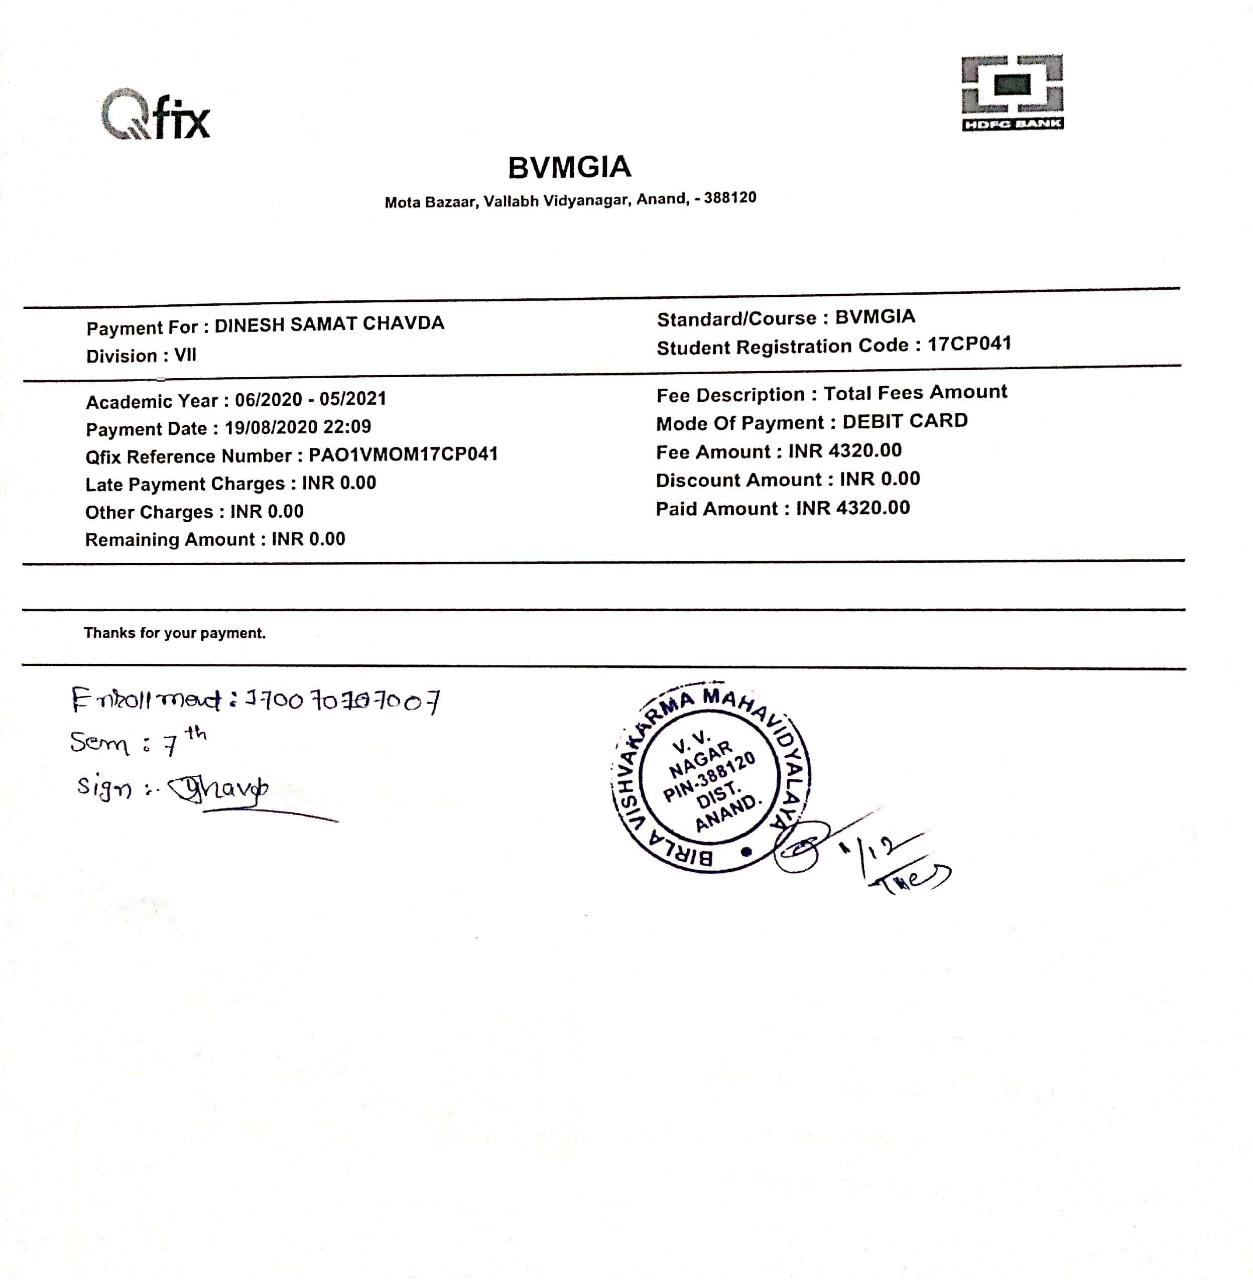 Qfix
HDFC BANK
BVMGIA
Mota Bazaar, Vallabh Vidyanagar, Anand, - 388120
Payment For : DINESH SAMAT CHAVDA
Division : VII
Standard/Course : BVMGIA
Student Registration Code : 17CP041
Academic Year : 06/2020 - 05/2021
Payment Date : 19/08/2020 22:09
Qfix Reference Number : PAO1VMOM17CP041
Late Payment Charges : INR 0.00
Other Charges : INR 0.00
Remaining Amount : INR 0.00
Fee Description : Total Fees Amount
Mode Of Payment : DEBIT CARD
Fee Amount : INR 4320.00
Discount Amount : INR 0.00
Paid Amount : INR 4320.00
Thanks for your payment.
Enrollment : 170070107007
Sem : 7th
Sign :-
BIRLA VISHVAKARMA MAHAVIDYALAYA
V. V.
NAGAR
PIN-388120
DIST.
ANAND.
1/12